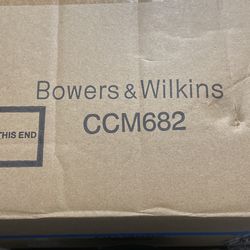 Bowers & Wilkins
CCM682
THIS END